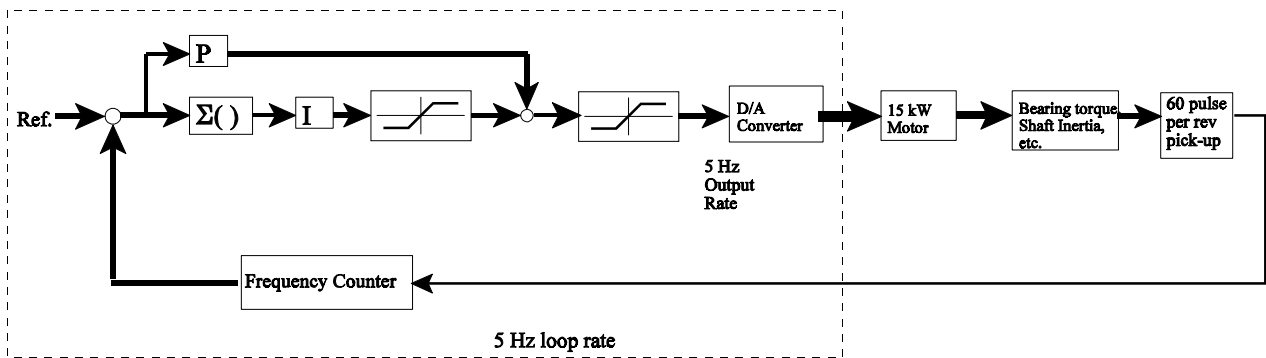 P
Ref.
Σ( )
I
D/A
Converter
15 kW
Motor
Bearing torque,
Shaft Inertia,
etc.
60 pulse
per rev
pick-up
5 Hz
Output
Rate
Frequency Counter
5 Hz loop rate